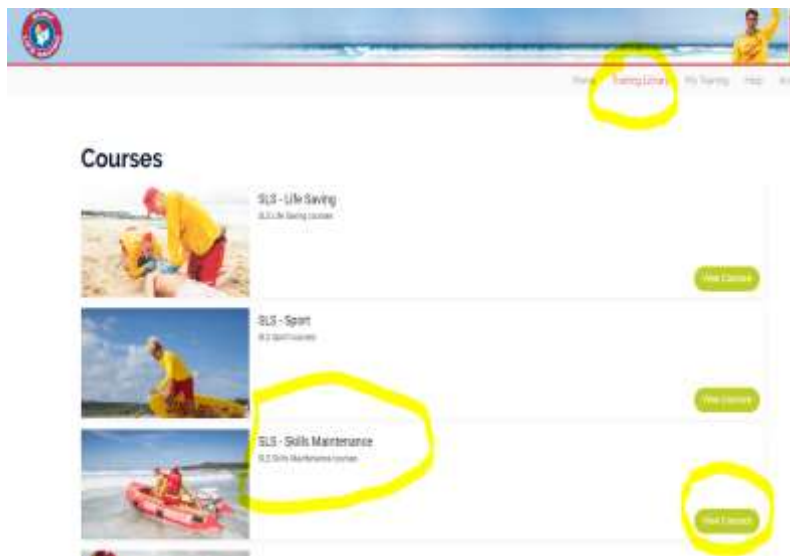 Home Training Library My Training Help
Courses
SLS - Life Saving
SLS Life Saving courses
View Courses
SLS - Sport
SLS Sport courses
View Courses
SLS - Skills Maintenance
SLS Skills Maintenance courses
View Courses